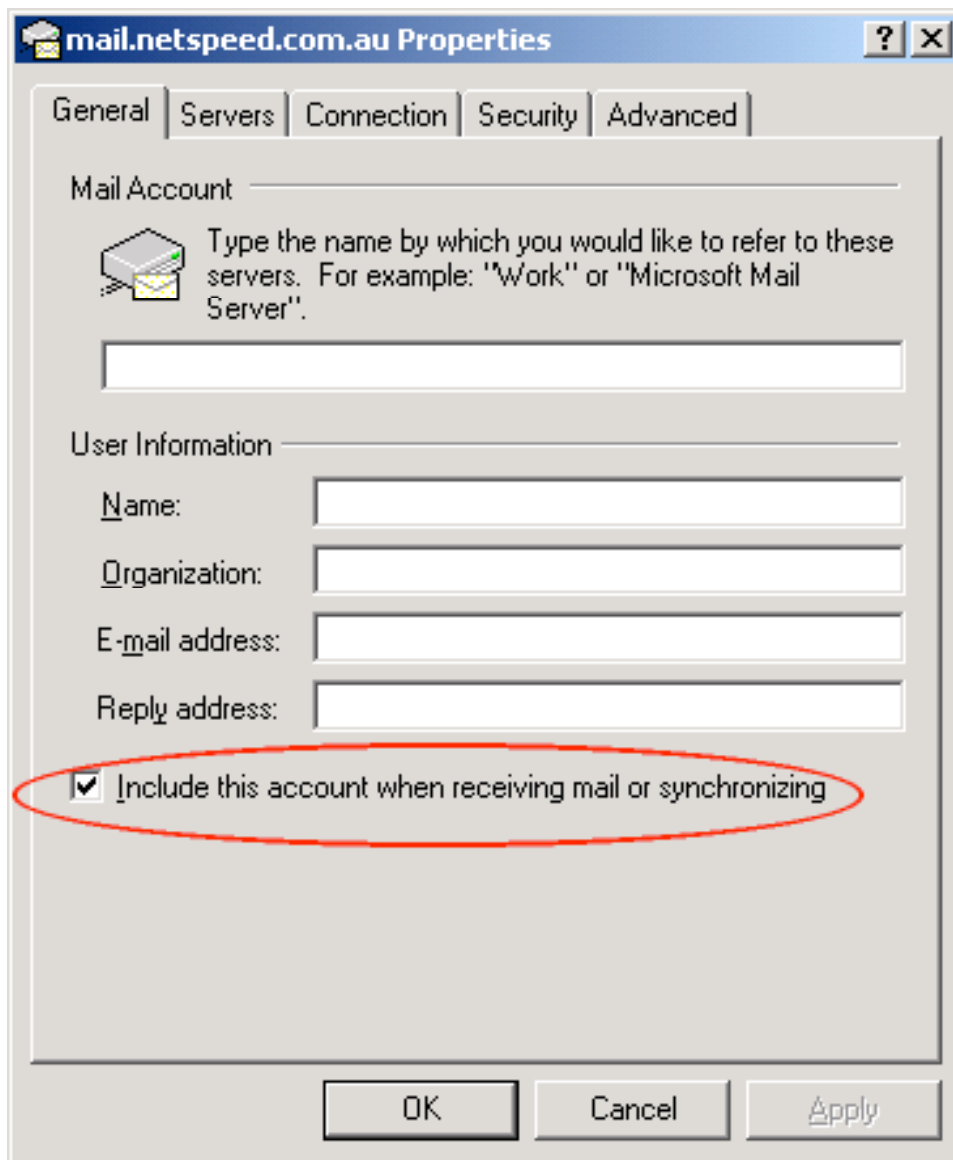 mail.netspeed.com.au Properties
General Servers Connection Security Advanced
Mail Account
Type the name by which you would like to refer to these
servers. For example: "Work" or "Microsoft Mail
Server".
User Information
Name:
Organization:
E-mail address:
Reply address:
Include this account when receiving mail or synchronizing
OK Cancel Apply